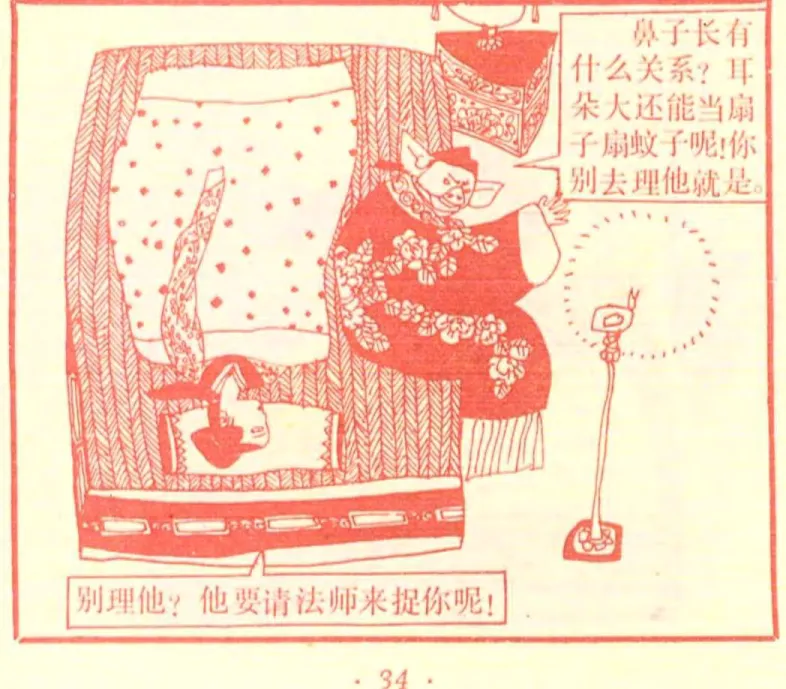 鼻子长有
什么关系？耳
朵大还能当扇
子扇蚊子呢！你
别去理他就是。
别理他？他要请法师来捉你呢！
· 34 ·